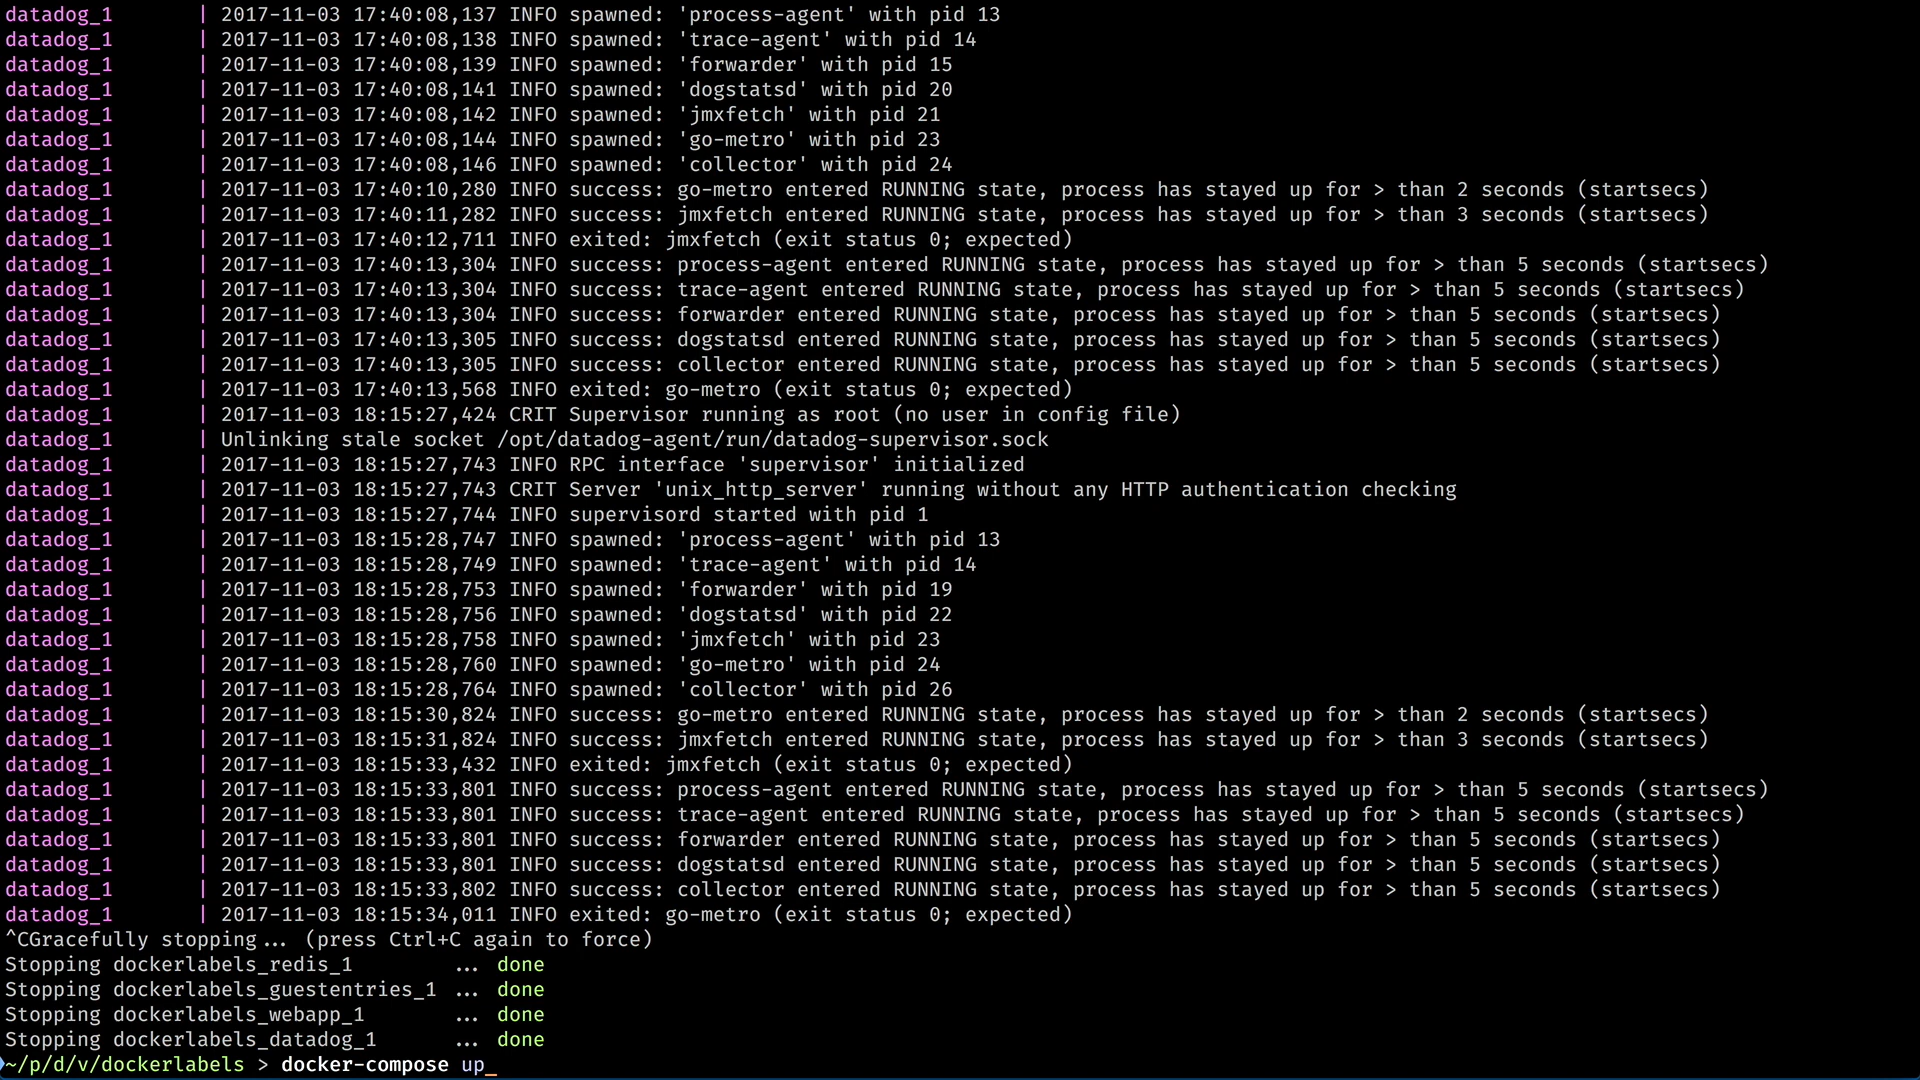 datadog_1 | 2017-11-03 17:40:08,137 INFO spawned: 'process-agent' with pid 13
datadog_1 | 2017-11-03 17:40:08,138 INFO spawned: 'trace-agent' with pid 14
datadog_1 | 2017-11-03 17:40:08,139 INFO spawned: 'forwarder' with pid 15
datadog_1 | 2017-11-03 17:40:08,141 INFO spawned: 'dogstatsd' with pid 20
datadog_1 | 2017-11-03 17:40:08,142 INFO spawned: 'jmxfetch' with pid 21
datadog_1 | 2017-11-03 17:40:08,144 INFO spawned: 'go-metro' with pid 23
datadog_1 | 2017-11-03 17:40:08,146 INFO spawned: 'collector' with pid 24
datadog_1 | 2017-11-03 17:40:10,280 INFO success: go-metro entered RUNNING state, process has stayed up for > than 2 seconds (startsecs)
datadog_1 | 2017-11-03 17:40:11,282 INFO success: jmxfetch entered RUNNING state, process has stayed up for > than 3 seconds (startsecs)
datadog_1 | 2017-11-03 17:40:12,711 INFO exited: jmxfetch (exit status 0; expected)
datadog_1 | 2017-11-03 17:40:13,304 INFO success: process-agent entered RUNNING state, process has stayed up for > than 5 seconds (startsecs)
datadog_1 | 2017-11-03 17:40:13,304 INFO success: trace-agent entered RUNNING state, process has stayed up for > than 5 seconds (startsecs)
datadog_1 | 2017-11-03 17:40:13,304 INFO success: forwarder entered RUNNING state, process has stayed up for > than 5 seconds (startsecs)
datadog_1 | 2017-11-03 17:40:13,305 INFO success: dogstatsd entered RUNNING state, process has stayed up for > than 5 seconds (startsecs)
datadog_1 | 2017-11-03 17:40:13,305 INFO success: collector entered RUNNING state, process has stayed up for > than 5 seconds (startsecs)
datadog_1 | 2017-11-03 17:40:13,568 INFO exited: go-metro (exit status 0; expected)
datadog_1 | 2017-11-03 18:15:27,424 CRIT Supervisor running as root (no user in config file)
datadog_1 | Unlinking stale socket /opt/datadog-agent/run/datadog-supervisor.sock
datadog_1 | 2017-11-03 18:15:27,743 INFO RPC interface 'supervisor' initialized
datadog_1 | 2017-11-03 18:15:27,743 CRIT Server 'unix_http_server' running without any HTTP authentication checking
datadog_1 | 2017-11-03 18:15:27,744 INFO supervisord started with pid 1
datadog_1 | 2017-11-03 18:15:28,747 INFO spawned: 'process-agent' with pid 13
datadog_1 | 2017-11-03 18:15:28,749 INFO spawned: 'trace-agent' with pid 14
datadog_1 | 2017-11-03 18:15:28,753 INFO spawned: 'forwarder' with pid 19
datadog_1 | 2017-11-03 18:15:28,756 INFO spawned: 'dogstatsd' with pid 22
datadog_1 | 2017-11-03 18:15:28,758 INFO spawned: 'jmxfetch' with pid 23
datadog_1 | 2017-11-03 18:15:28,760 INFO spawned: 'go-metro' with pid 24
datadog_1 | 2017-11-03 18:15:28,764 INFO spawned: 'collector' with pid 26
datadog_1 | 2017-11-03 18:15:30,824 INFO success: go-metro entered RUNNING state, process has stayed up for > than 2 seconds (startsecs)
datadog_1 | 2017-11-03 18:15:31,824 INFO success: jmxfetch entered RUNNING state, process has stayed up for > than 3 seconds (startsecs)
datadog_1 | 2017-11-03 18:15:33,432 INFO exited: jmxfetch (exit status 0; expected)
datadog_1 | 2017-11-03 18:15:33,801 INFO success: process-agent entered RUNNING state, process has stayed up for > than 5 seconds (startsecs)
datadog_1 | 2017-11-03 18:15:33,801 INFO success: trace-agent entered RUNNING state, process has stayed up for > than 5 seconds (startsecs)
datadog_1 | 2017-11-03 18:15:33,801 INFO success: forwarder entered RUNNING state, process has stayed up for > than 5 seconds (startsecs)
datadog_1 | 2017-11-03 18:15:33,801 INFO success: dogstatsd entered RUNNING state, process has stayed up for > than 5 seconds (startsecs)
datadog_1 | 2017-11-03 18:15:33,802 INFO success: collector entered RUNNING state, process has stayed up for > than 5 seconds (startsecs)
datadog_1 | 2017-11-03 18:15:34,011 INFO exited: go-metro (exit status 0; expected)
^CGracefully stopping... (press Ctrl+C again to force)
Stopping dockerlabels_redis_1 ... done
Stopping dockerlabels_guestentries_1 ... done
Stopping dockerlabels_webapp_1 ... done
Stopping dockerlabels_datadog_1 ... done
~/p/d/v/dockerlabels > docker-compose up_